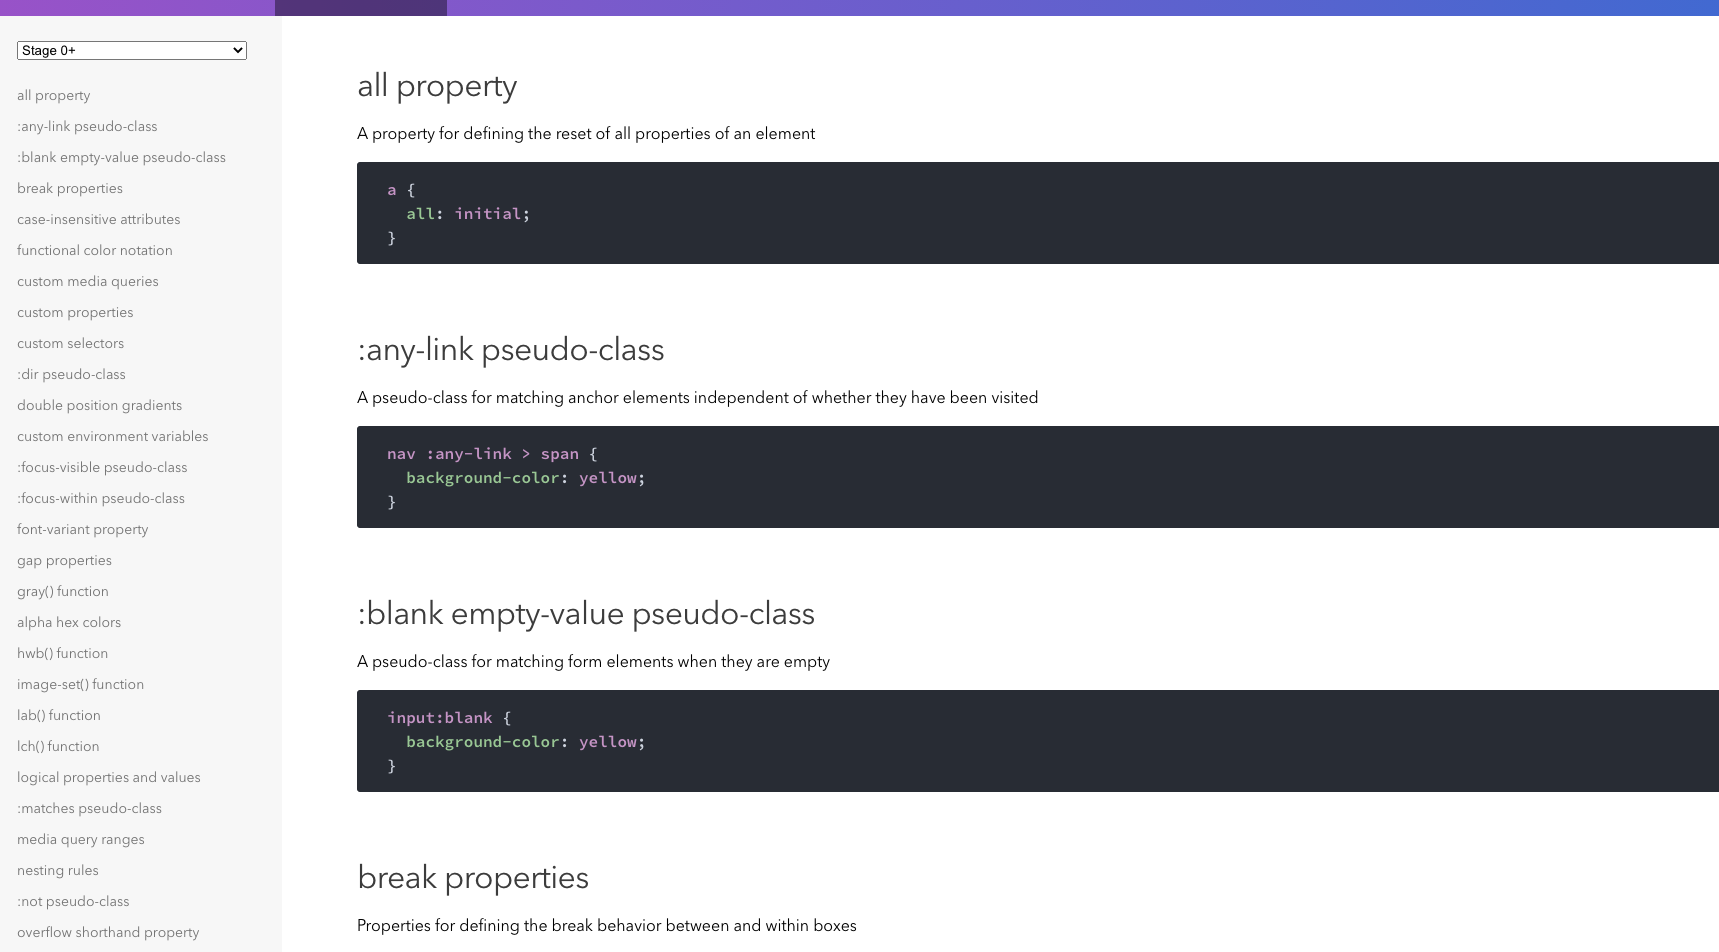 Stage 0+
all property
:any-link pseudo-class
:blank empty-value pseudo-class
break properties
case-insensitive attributes
functional color notation
custom media queries
custom properties
custom selectors
:dir pseudo-class
double position gradients
custom environment variables
:focus-visible pseudo-class
:focus-within pseudo-class
font-variant property
gap properties
gray() function
alpha hex colors
hwb() function
image-set() function
lab() function
lch() function
logical properties and values
:matches pseudo-class
media query ranges
nesting rules
:not pseudo-class
overflow shorthand property
all property
A property for defining the reset of all properties of an element
a {
  all: initial;
}
:any-link pseudo-class
A pseudo-class for matching anchor elements independent of whether they have been visited
nav :any-link > span {
  background-color: yellow;
}
:blank empty-value pseudo-class
A pseudo-class for matching form elements when they are empty
input:blank {
  background-color: yellow;
}
break properties
Properties for defining the break behavior between and within boxes